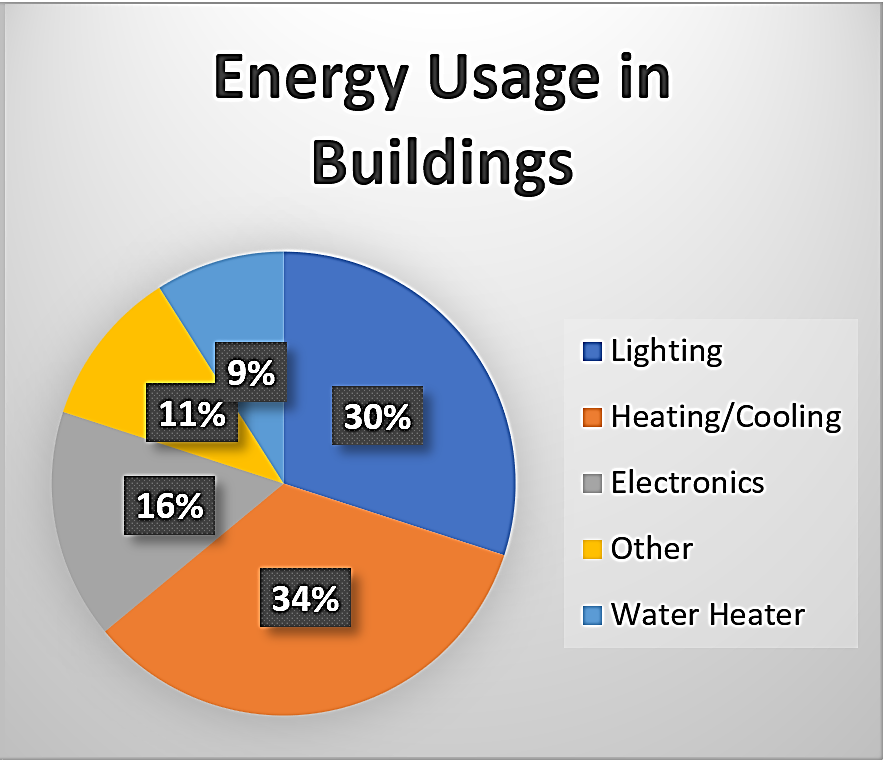 Energy Usage in
Buildings
9%
11%
30%
16%
34%
Lighting
Heating/Cooling
Electronics
Other
Water Heater